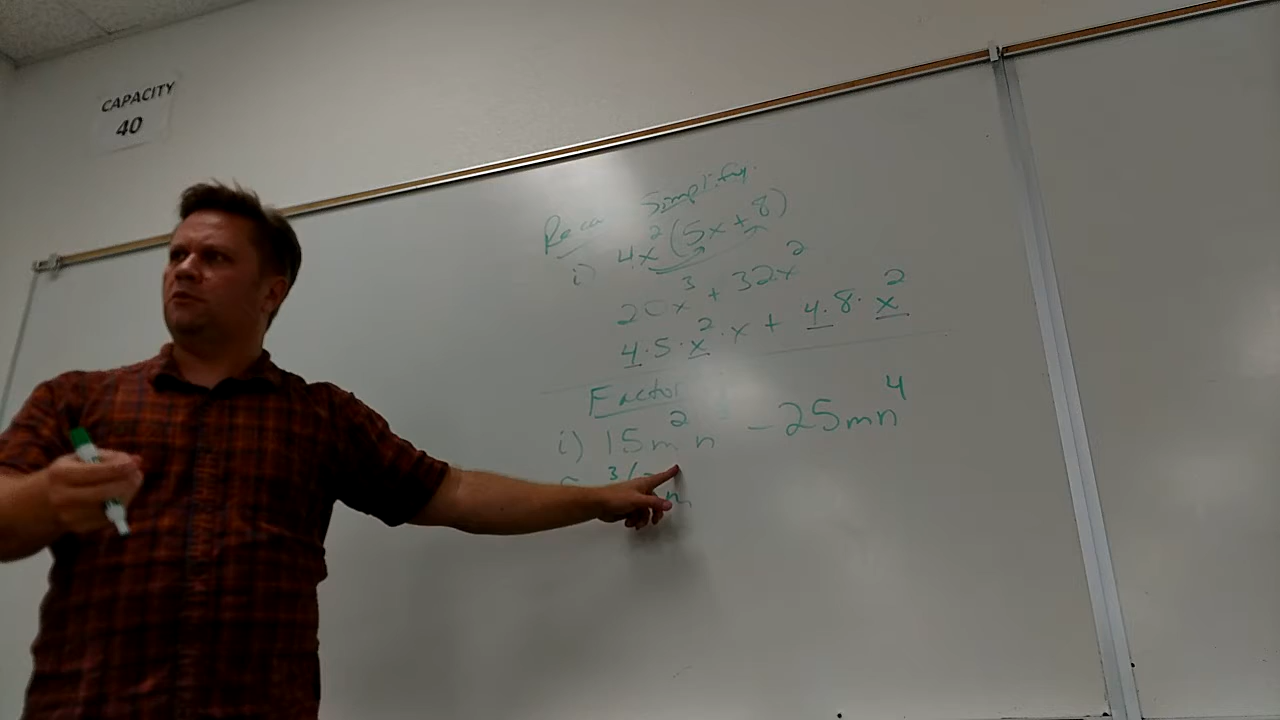 CAPACITY
40
Simplify.
i) 4x²(5x+8)
20x³ + 32x²
4·5·x²·x + 4·8·x²
Factor
i) 15m²n - 25mn⁴